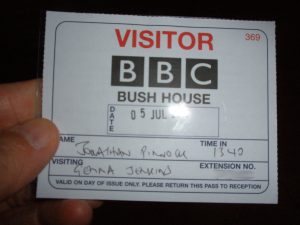 VISITOR
369
BBC
BUSH HOUSE
DATE
05 JUL
NAME
TIME IN
JONATHAN PINNOCK
1340
VISITING
EXTENSION NO.
GEMMA JENKINS
VALID ON DAY OF ISSUE ONLY. PLEASE RETURN THIS PASS TO RECEPTION